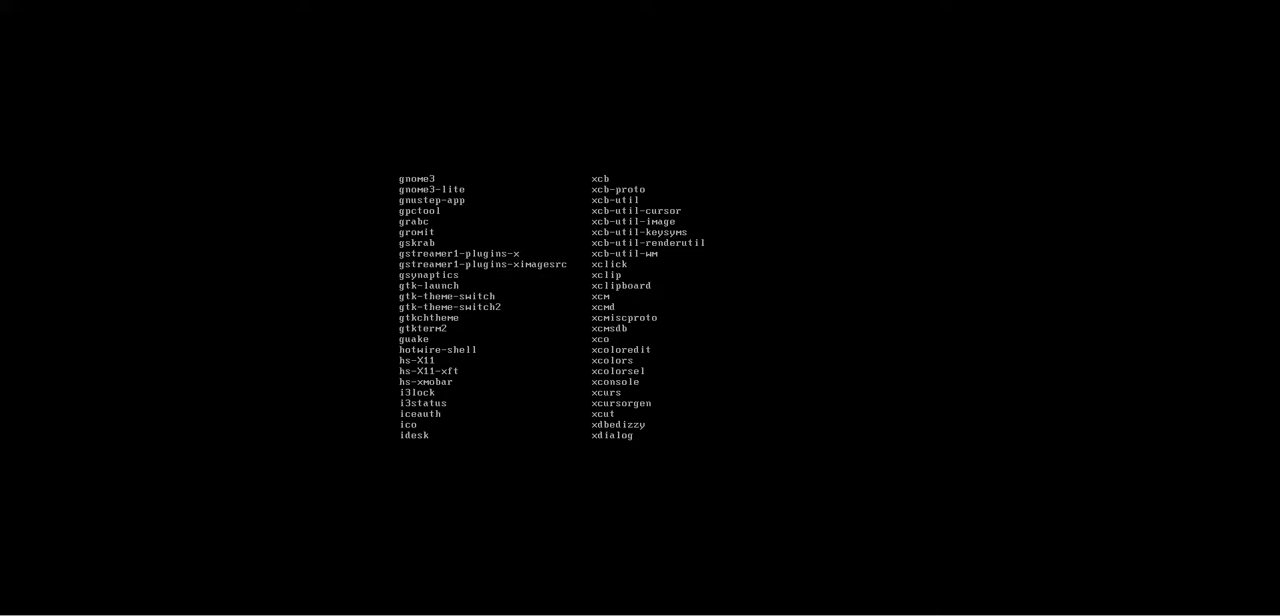 gnome3 xcb
gnome3-lite xcb-proto
gnustep-app xcb-util
gpctool xcb-util-cursor
grabc xcb-util-image
gromit xcb-util-keysyms
gskrab xcb-util-renderutil
gstreamer1-plugins-x xcb-util-wm
gstreamer1-plugins-ximagesrc xclick
gsynaptics xclip
gtk-launch xclipboard
gtk-theme-switch xcm
gtk-theme-switch2 xcmd
gtkchtheme xcmiscproto
gtkterm2 xcmsdb
guake xco
hotwire-shell xcoloredit
hs-X11 xcolors
hs-X11-xft xcolorsel
hs-xmobar xconsole
i3lock xcurs
i3status xcursorgen
iceauth xcut
ico xdbedizzy
idesk xdialog